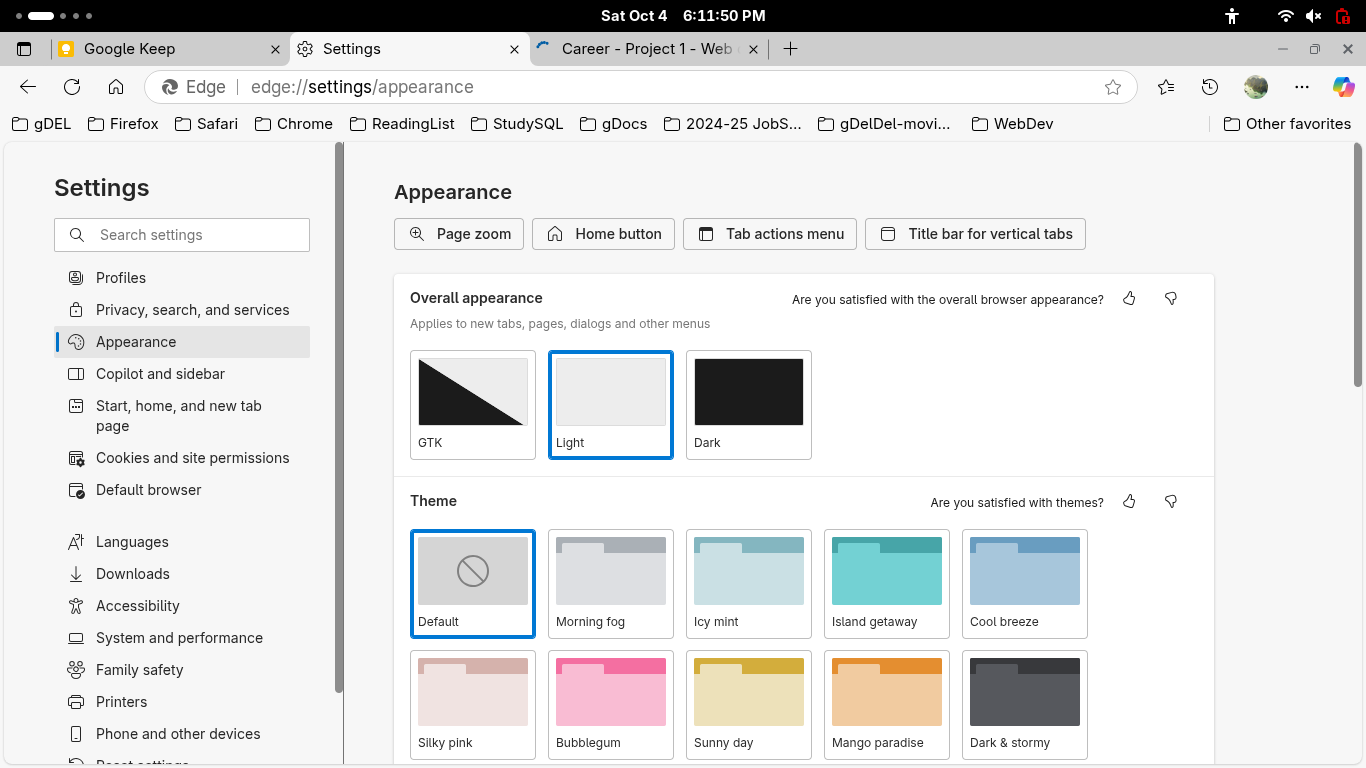 Sat Oct 4 6:11:50 PM
Google Keep
Settings
Career - Project 1 - Web
Edge
edge://settings/appearance
gDEL
Firefox
Safari
Chrome
ReadingList
StudySQL
gDocs
2024-25 JobS...
gDelDel-movi...
WebDev
Other favorites
Settings
Search settings
Profiles
Privacy, search, and services
Appearance
Copilot and sidebar
Start, home, and new tab
page
Cookies and site permissions
Default browser
Languages
Downloads
Accessibility
System and performance
Family safety
Printers
Phone and other devices
Reset settings
Appearance
Page zoom
Home button
Tab actions menu
Title bar for vertical tabs
Overall appearance
Are you satisfied with the overall browser appearance?
Applies to new tabs, pages, dialogs and other menus
GTK
Light
Dark
Theme
Are you satisfied with themes?
Default
Morning fog
Icy mint
Island getaway
Cool breeze
Silky pink
Bubblegum
Sunny day
Mango paradise
Dark & stormy